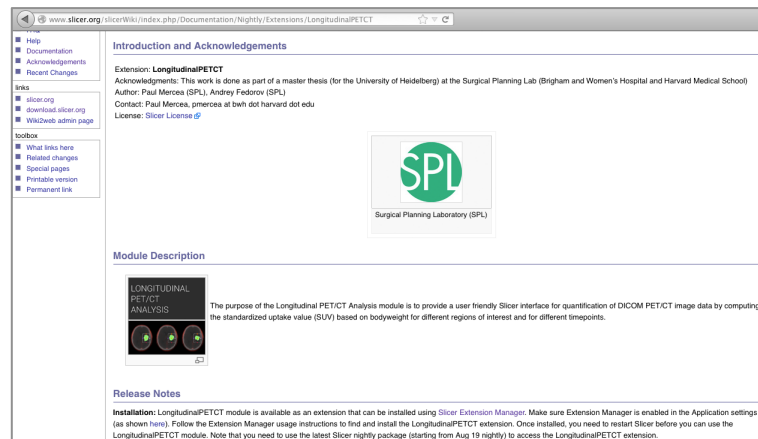 www.slicer.org/slicerWiki/index.php/Documentation/Nightly/Extensions/LongitudinalPETCT
FAQ
Help
Documentation
Acknowledgements
Recent Changes
links
slicer.org
download.slicer.org
Wiki2web admin page
toolbox
What links here
Related changes
Special pages
Printable version
Permanent link
Introduction and Acknowledgements
Extension: LongitudinalPETCT
Acknowledgments: This work is done as part of a master thesis (for the University of Heidelberg) at the Surgical Planning Lab (Brigham and Women's Hospital and Harvard Medical School)
Author: Paul Mercea (SPL), Andrey Fedorov (SPL)
Contact: Paul Mercea, pmercea at bwh dot harvard dot edu
License: Slicer License
SPL
Surgical Planning Laboratory (SPL)
Module Description
LONGITUDINAL
PET/CT
ANALYSIS
The purpose of the Longitudinal PET/CT Analysis module is to provide a user friendly Slicer interface for quantification of DICOM PET/CT image data by computing
the standardized uptake value (SUV) based on bodyweight for different regions of interest and for different timepoints.
Release Notes
Installation: LongitudinalPETCT module is available as an extension that can be installed using Slicer Extension Manager. Make sure Extension Manager is enabled in the Application settings
(as shown here). Follow the Extension Manager usage instructions to find and install the LongitudinalPETCT extension. Once installed, you need to restart Slicer before you can use the
LongitudinalPETCT module. Note that you need to use the latest Slicer nightly package (starting from Aug 19 nightly) to access the LongitudinalPETCT extension.